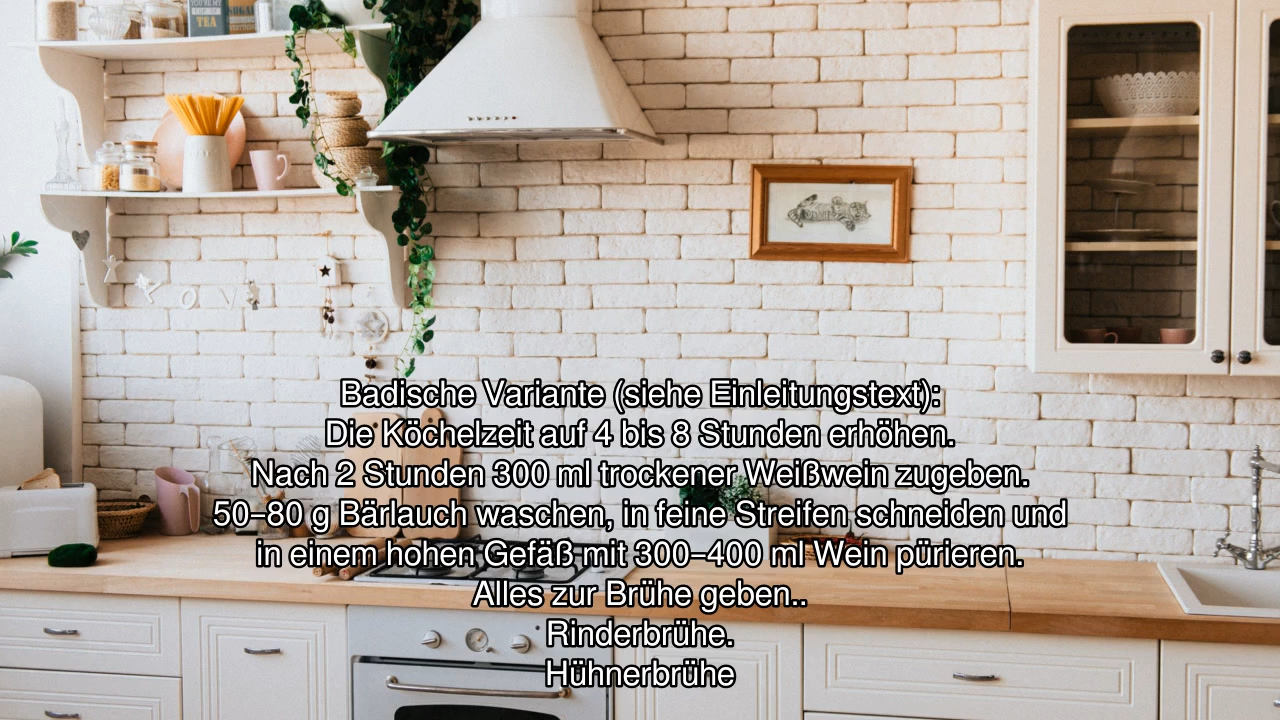 TEA
Badische Variante (siehe Einleitungstext):
Die Köchelzeit auf 4 bis 8 Stunden erhöhen.
Nach 2 Stunden 300 ml trockener Weißwein zugeben.
50–80 g Bärlauch waschen, in feine Streifen schneiden und
in einem hohen Gefäß mit 300–400 ml Wein pürieren.
Alles zur Brühe geben..
Rinderbrühe.
Hühnerbrühe